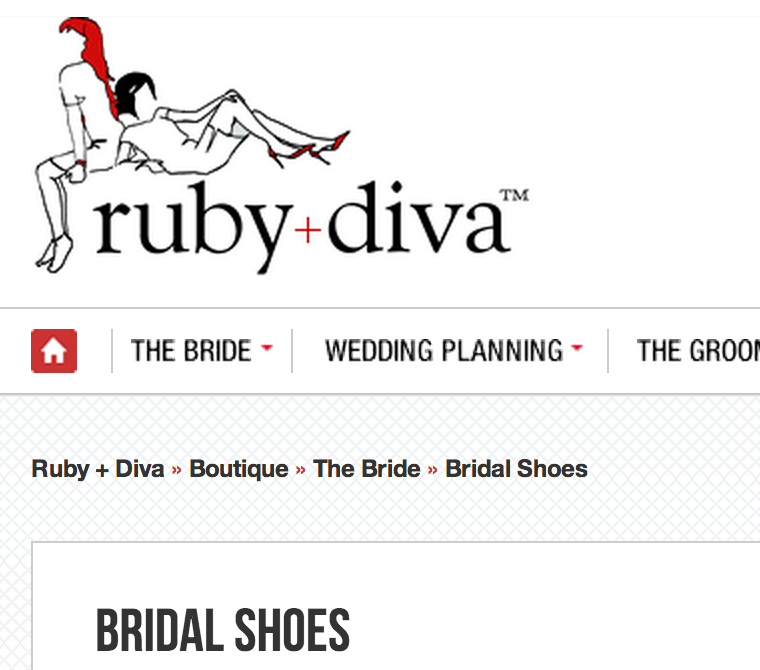 ruby+diva™
THE BRIDE WEDDING PLANNING THE GROOM
Ruby + Diva » Boutique » The Bride » Bridal Shoes
BRIDAL SHOES